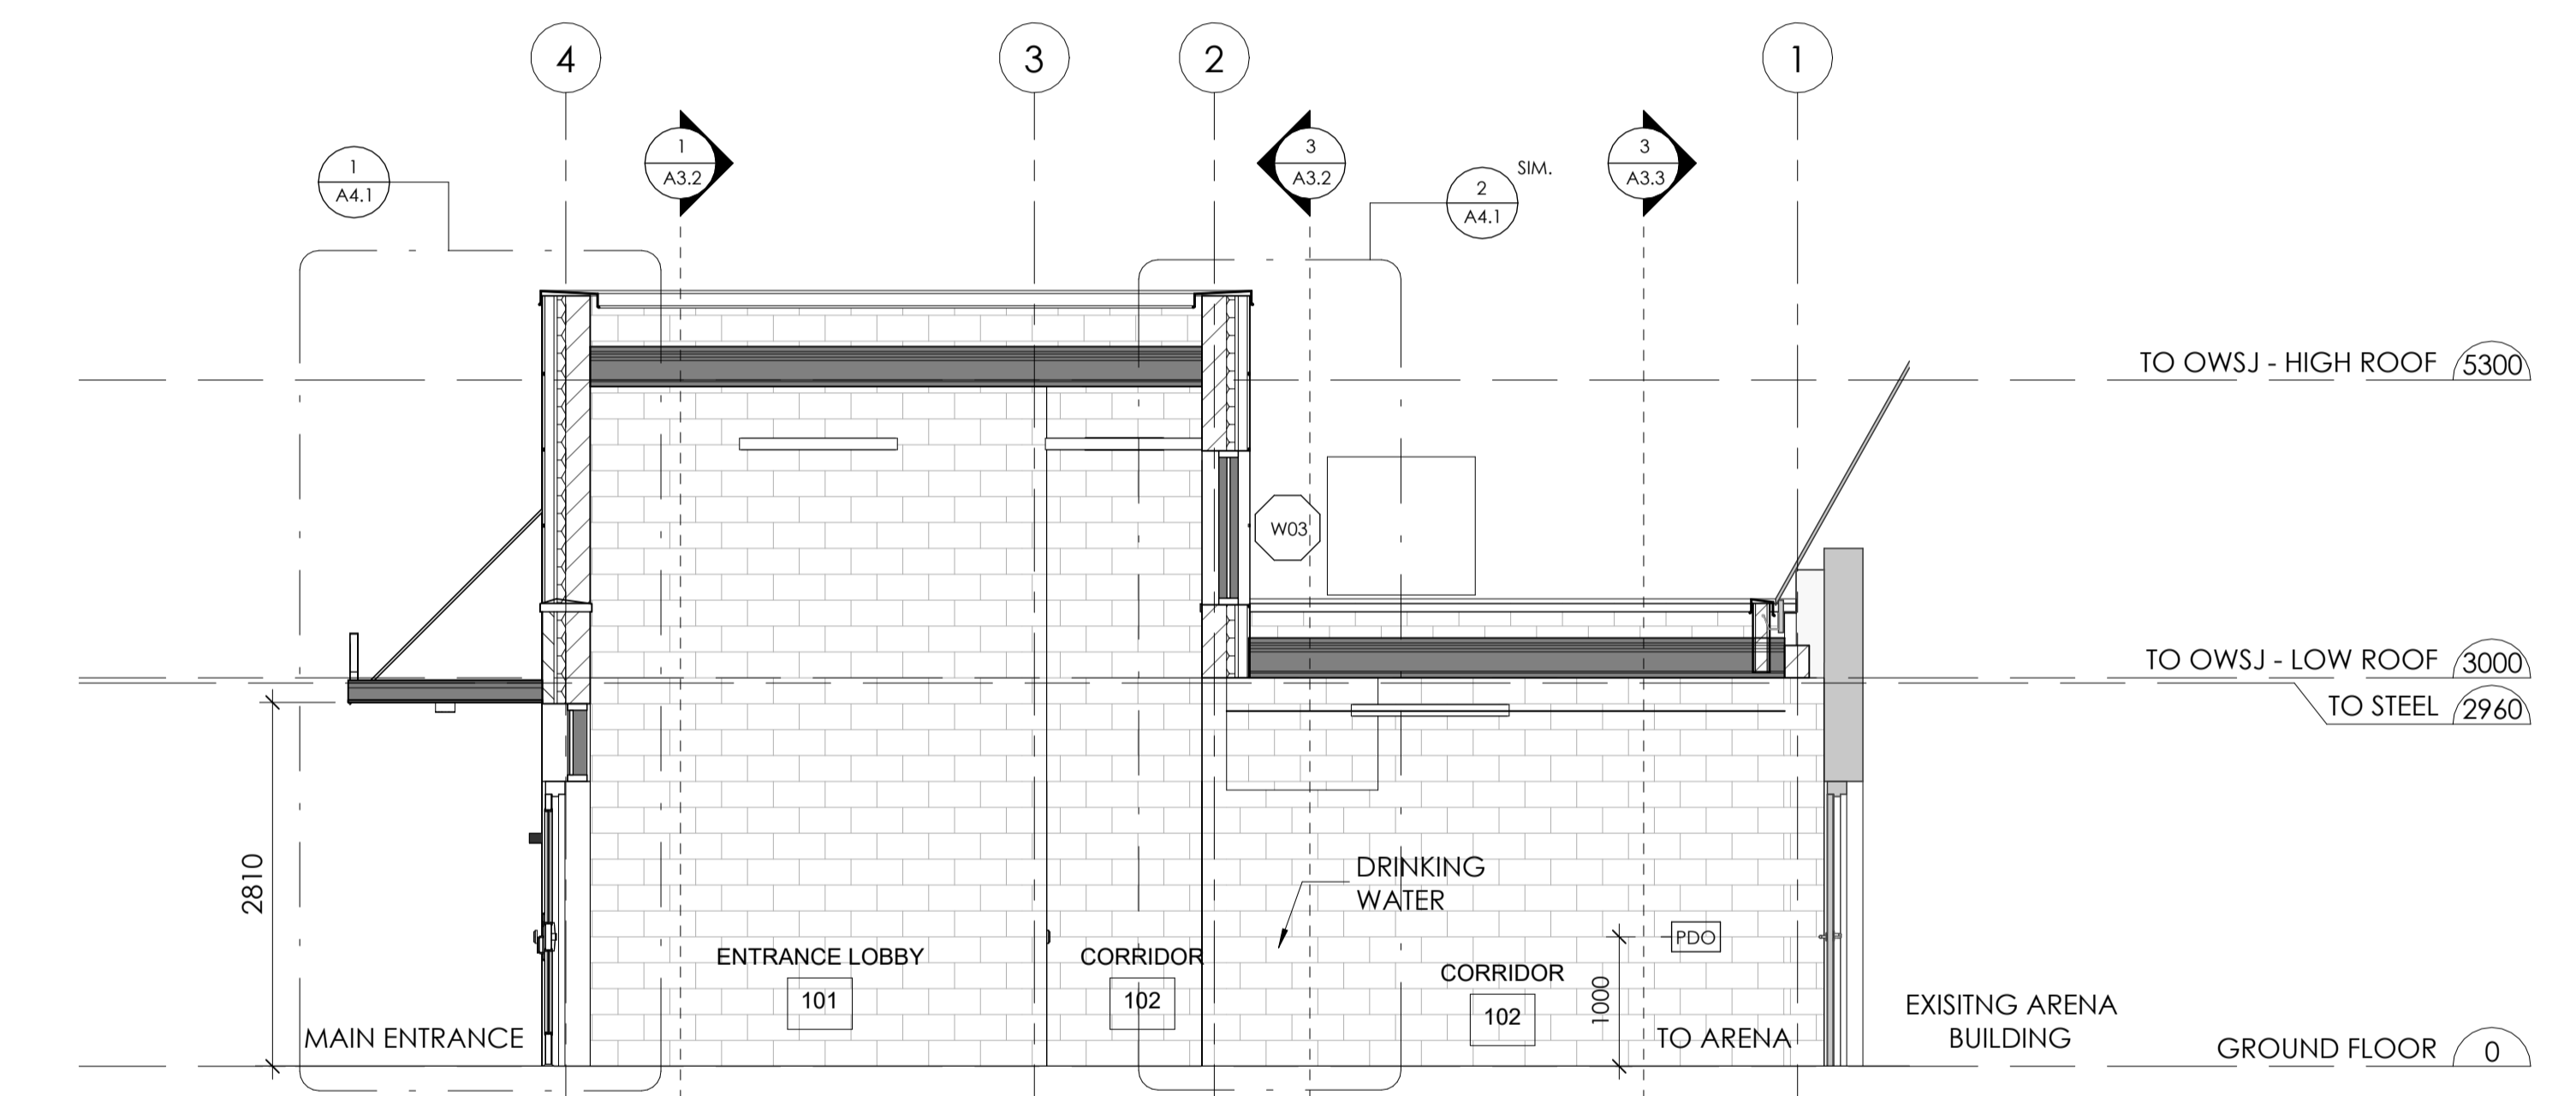 4
3
2
1
1
A4.1
1
A3.2
3
A3.2
2
A4.1
SIM.
3
A3.3
TO OWSJ - HIGH ROOF 5300
W03
TO OWSJ - LOW ROOF 3000
TO STEEL 2960
2810
DRINKING
WATER
PDO
ENTRANCE LOBBY
101
CORRIDOR
102
CORRIDOR
102
1000
MAIN ENTRANCE
TO ARENA
EXISITNG ARENA
BUILDING
GROUND FLOOR 0